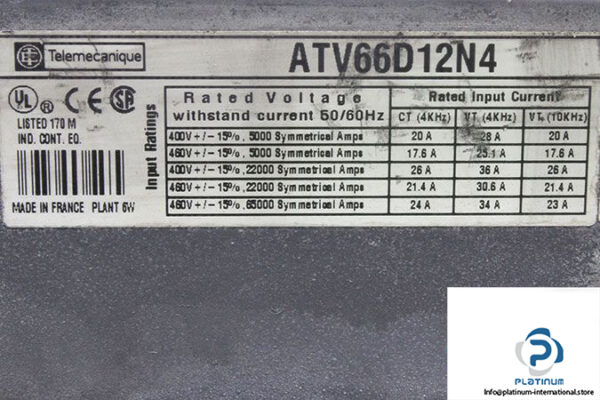 Telemecanique
ATV66D12N4
UL ® CE SA
LISTED 170 M
IND. CONT. EQ.
MADE IN FRANCE PLANT 6W
Input Ratings
Rated Voltage
withstand current 50/60Hz
Rated Input Current
CT (4KHz) VT (4KHz) VT (10KHz)
400V+/-15%, 5000 Symmetrical Amps 20 A 28 A 20 A
460V+/-15%, 5000 Symmetrical Amps 17.6 A 25.1 A 17.6 A
400V+/-15%, 22000 Symmetrical Amps 26 A 36 A 26 A
460V+/-15%, 22000 Symmetrical Amps 21.4 A 30.6 A 21.4 A
460V+/-15%, 65000 Symmetrical Amps 24 A 34 A 23 A
PLATINUM
Info@platinum-international.store